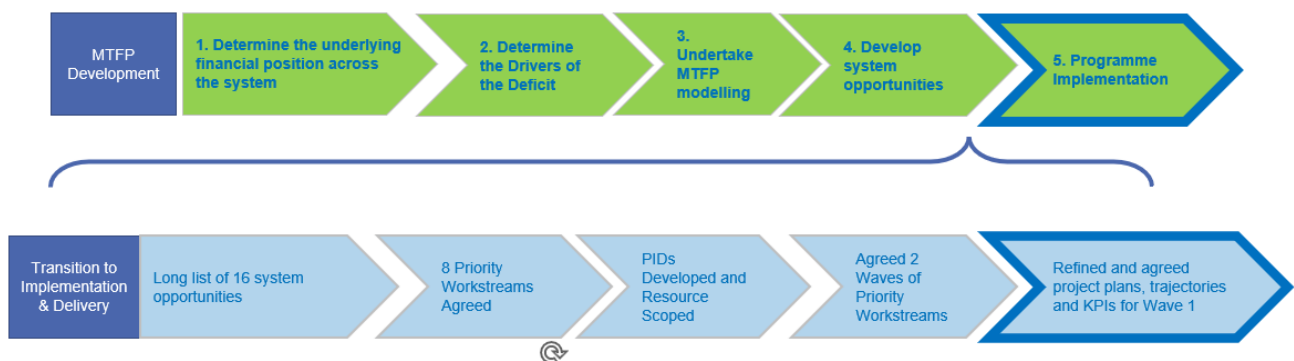 MTFP
Development
1. Determine the underlying
financial position across
the system
2. Determine
the Drivers of
the Deficit
3.
Undertake
MTFP
modelling
4. Develop
system
opportunities
5. Programme
Implementation
Transition to
Implementation
& Delivery
Long list of 16 system
opportunities
8 Priority
Workstreams
Agreed
PIDs
Developed and
Resource
Scoped
Agreed 2
Waves of
Priority
Workstreams
Refined and agreed
project plans, trajectories
and KPIs for Wave 1